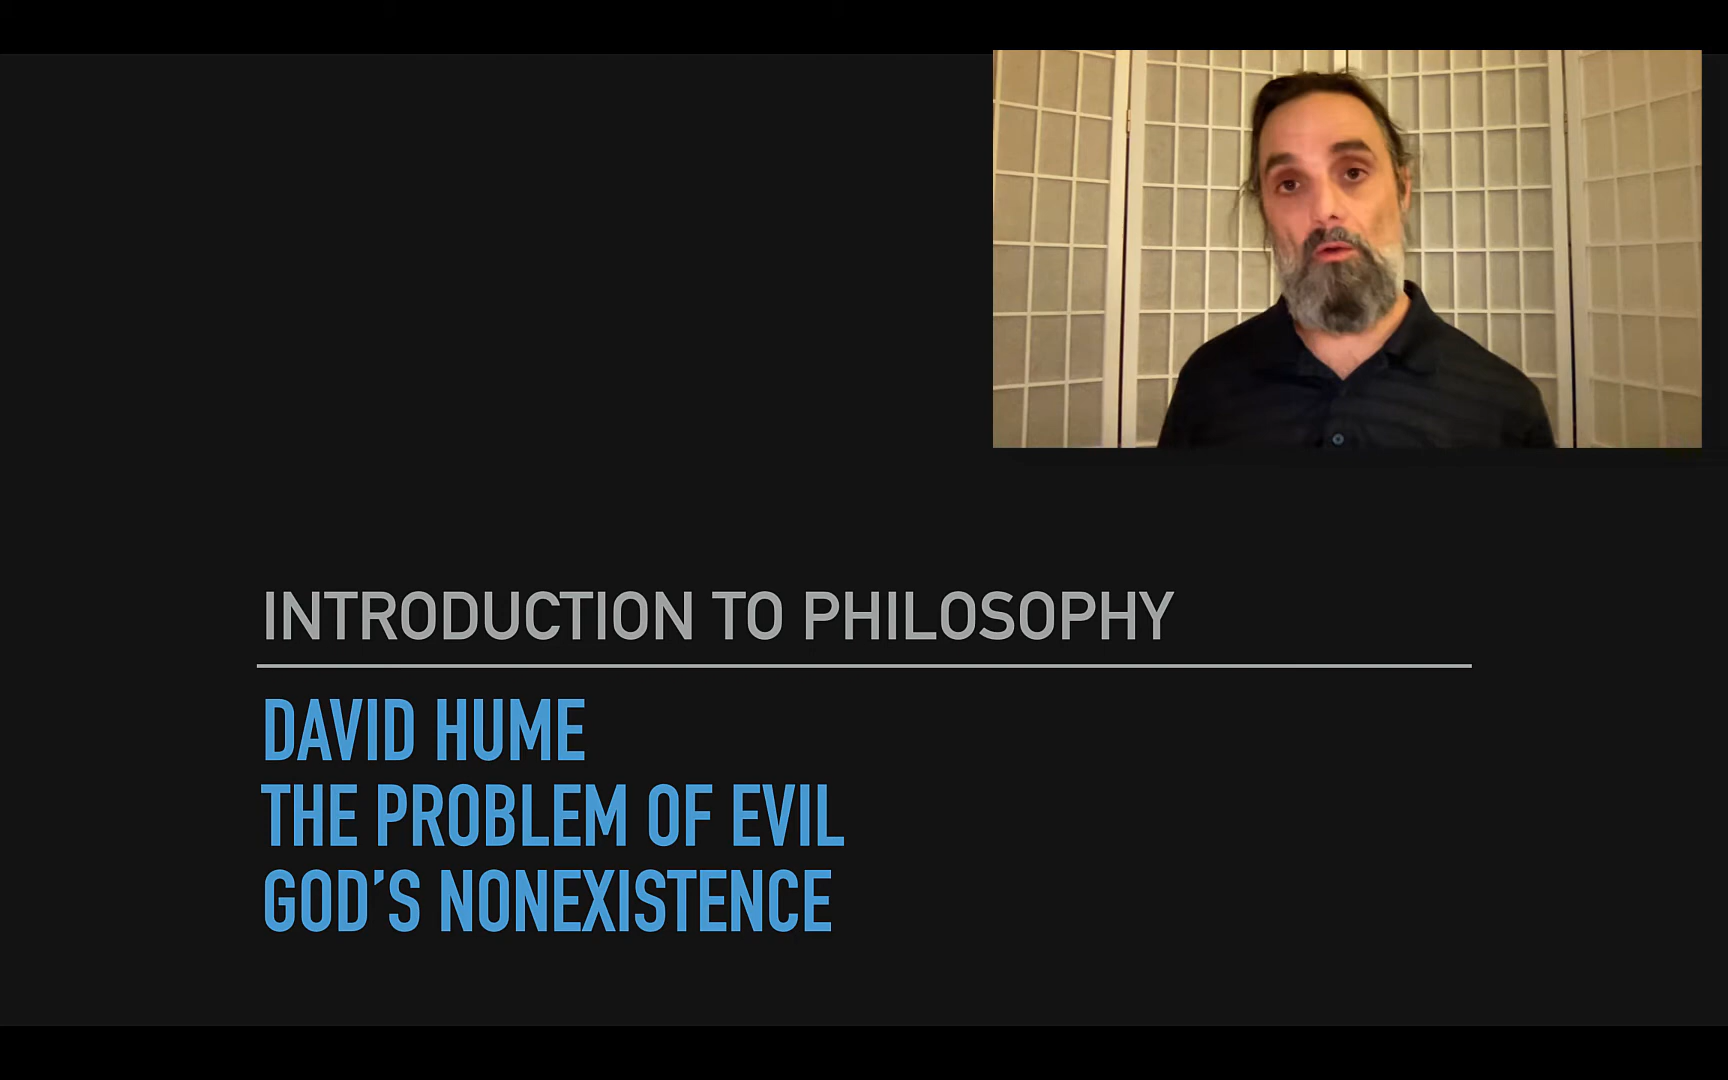 INTRODUCTION TO PHILOSOPHY
DAVID HUME
THE PROBLEM OF EVIL
GOD’S NONEXISTENCE